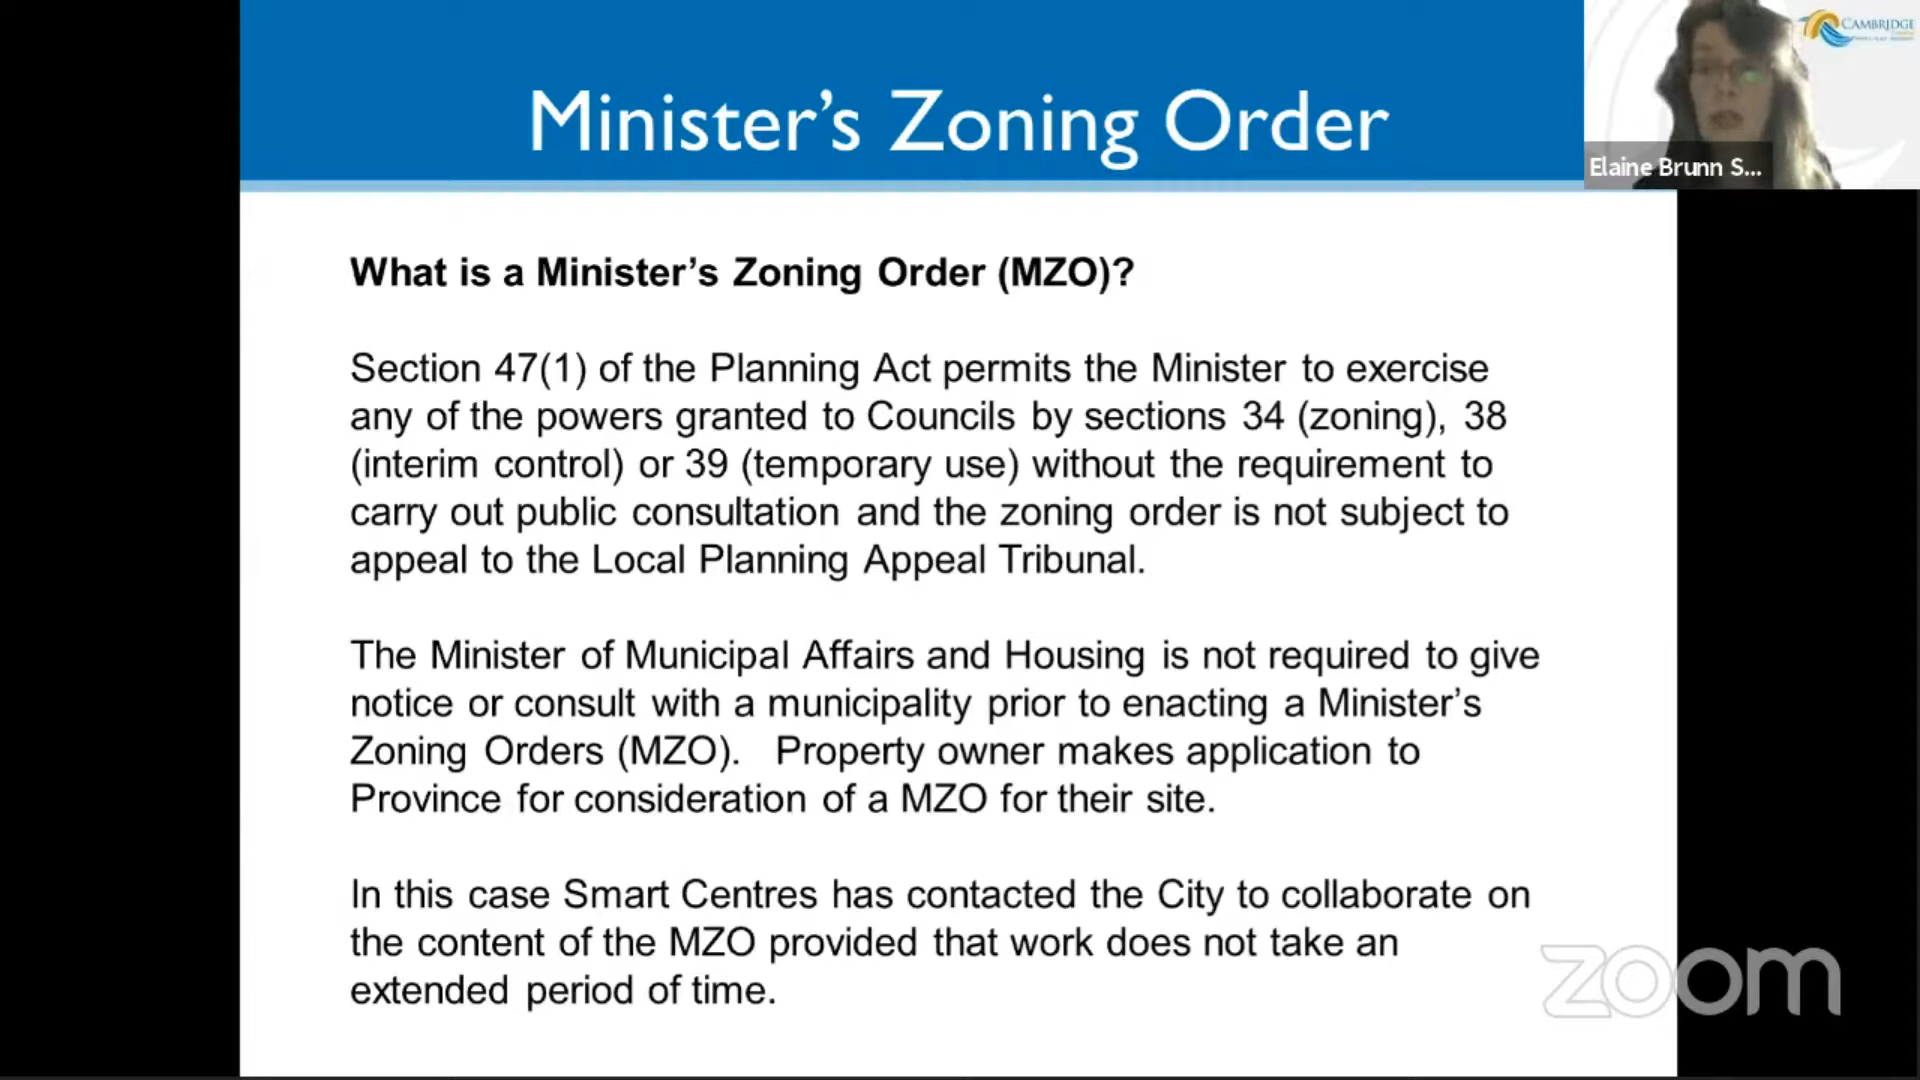 Minister’s Zoning Order
CAMBRIDGE
Elaine Brunn S...
What is a Minister’s Zoning Order (MZO)?
Section 47(1) of the Planning Act permits the Minister to exercise
any of the powers granted to Councils by sections 34 (zoning), 38
(interim control) or 39 (temporary use) without the requirement to
carry out public consultation and the zoning order is not subject to
appeal to the Local Planning Appeal Tribunal.
The Minister of Municipal Affairs and Housing is not required to give
notice or consult with a municipality prior to enacting a Minister’s
Zoning Orders (MZO). Property owner makes application to
Province for consideration of a MZO for their site.
In this case Smart Centres has contacted the City to collaborate on
the content of the MZO provided that work does not take an
extended period of time.
zoom